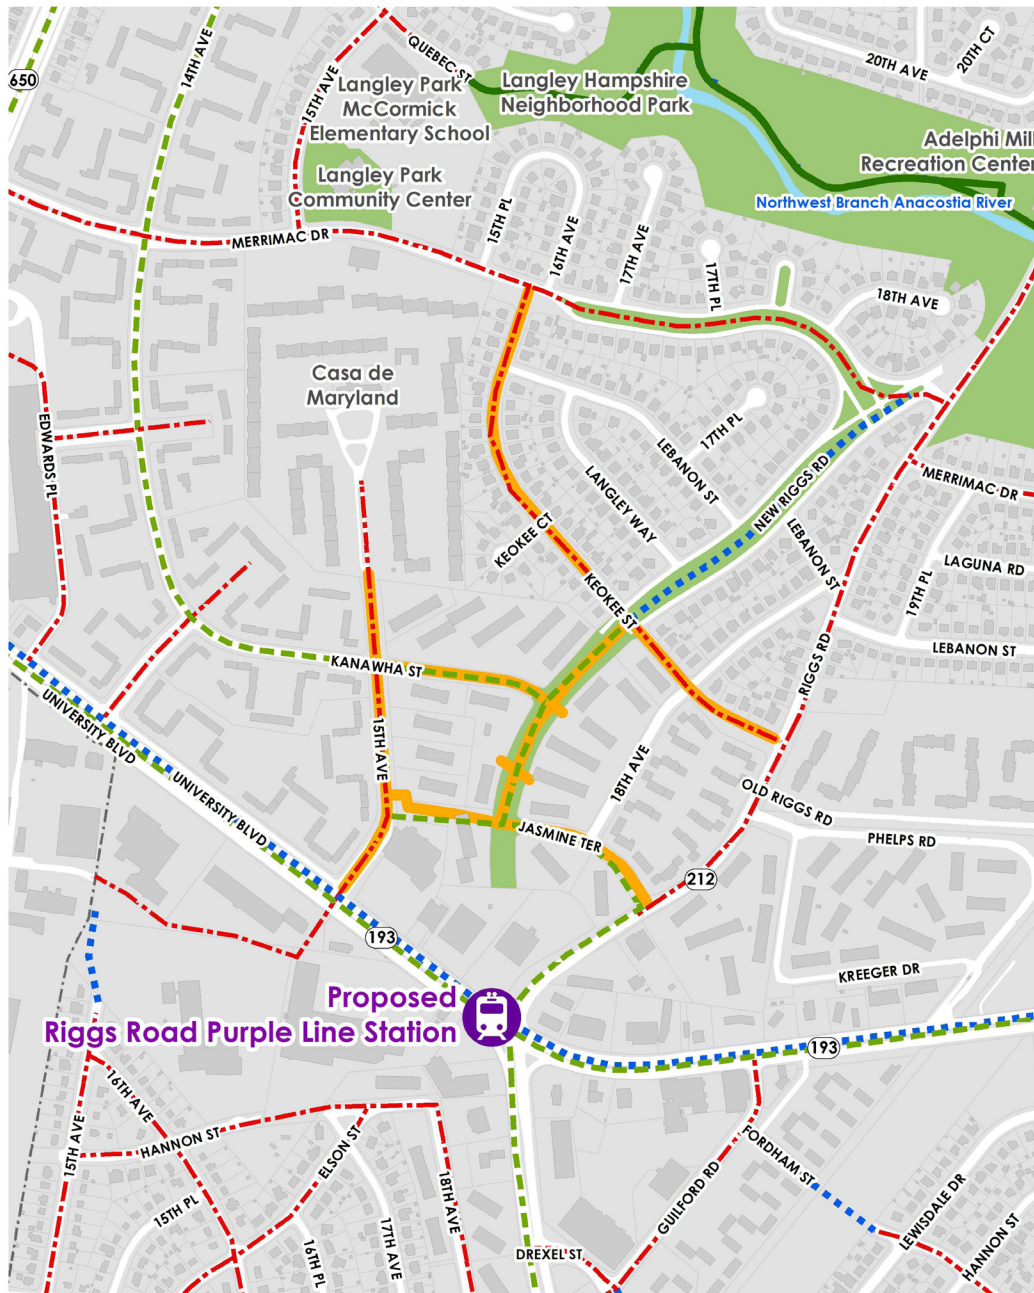 650
14TH AVE
15TH AVE
QUEBEC ST
Langley Park
McCormick
Elementary School
Langley Hampshire
Neighborhood Park
20TH AVE
20TH CT
Adelphi Mill
Recreation Center
Northwest Branch Anacostia River
Langley Park
Community Center
MERRIMAC DR
15TH PL
16TH AVE
17TH AVE
17TH PL
18TH AVE
Casa de
Maryland
EDWARDS PL
17TH PL
LEBANON ST
LANGLEY WAY
NEW RIGGS RD
KEOKEE CT
KEOKEE ST
LEBANON ST
MERRIMAC DR
LAGUNA RD
19TH PL
LEBANON ST
RIGGS RD
KANAWHA ST
15TH AVE
UNIVERSITY BLVD
UNIVERSITY BLVD
18TH AVE
OLD RIGGS RD
PHELPS RD
JASMINE TER
212
193
KREEGER DR
Proposed
Riggs Road Purple Line Station
193
16TH AVE
15TH AVE
HANNON ST
ELSON ST
15TH PL
16TH PL
17TH AVE
18TH AVE
DREXEL ST
GUILFORD RD
FORDHAM ST
LEWISDALE DR
HANNON ST